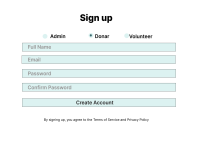 Sign up
Admin Donar Volunteer
Full Name
Email
Password
Confirm Password
Create Account
By signing up, you agree to the Terms of Service and Privacy Policy